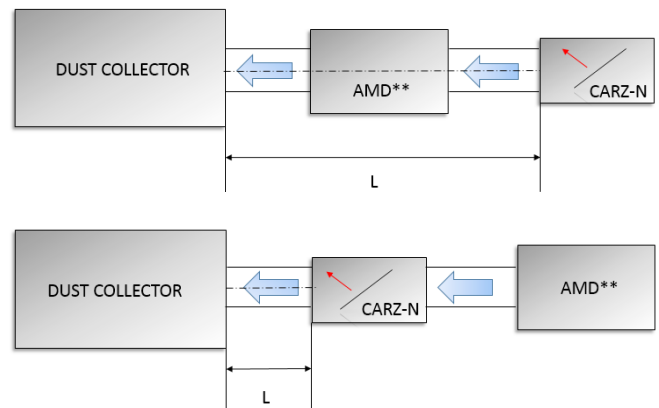 DUST COLLECTOR
AMD**
CARZ-N
L
DUST COLLECTOR
CARZ-N
AMD**
L